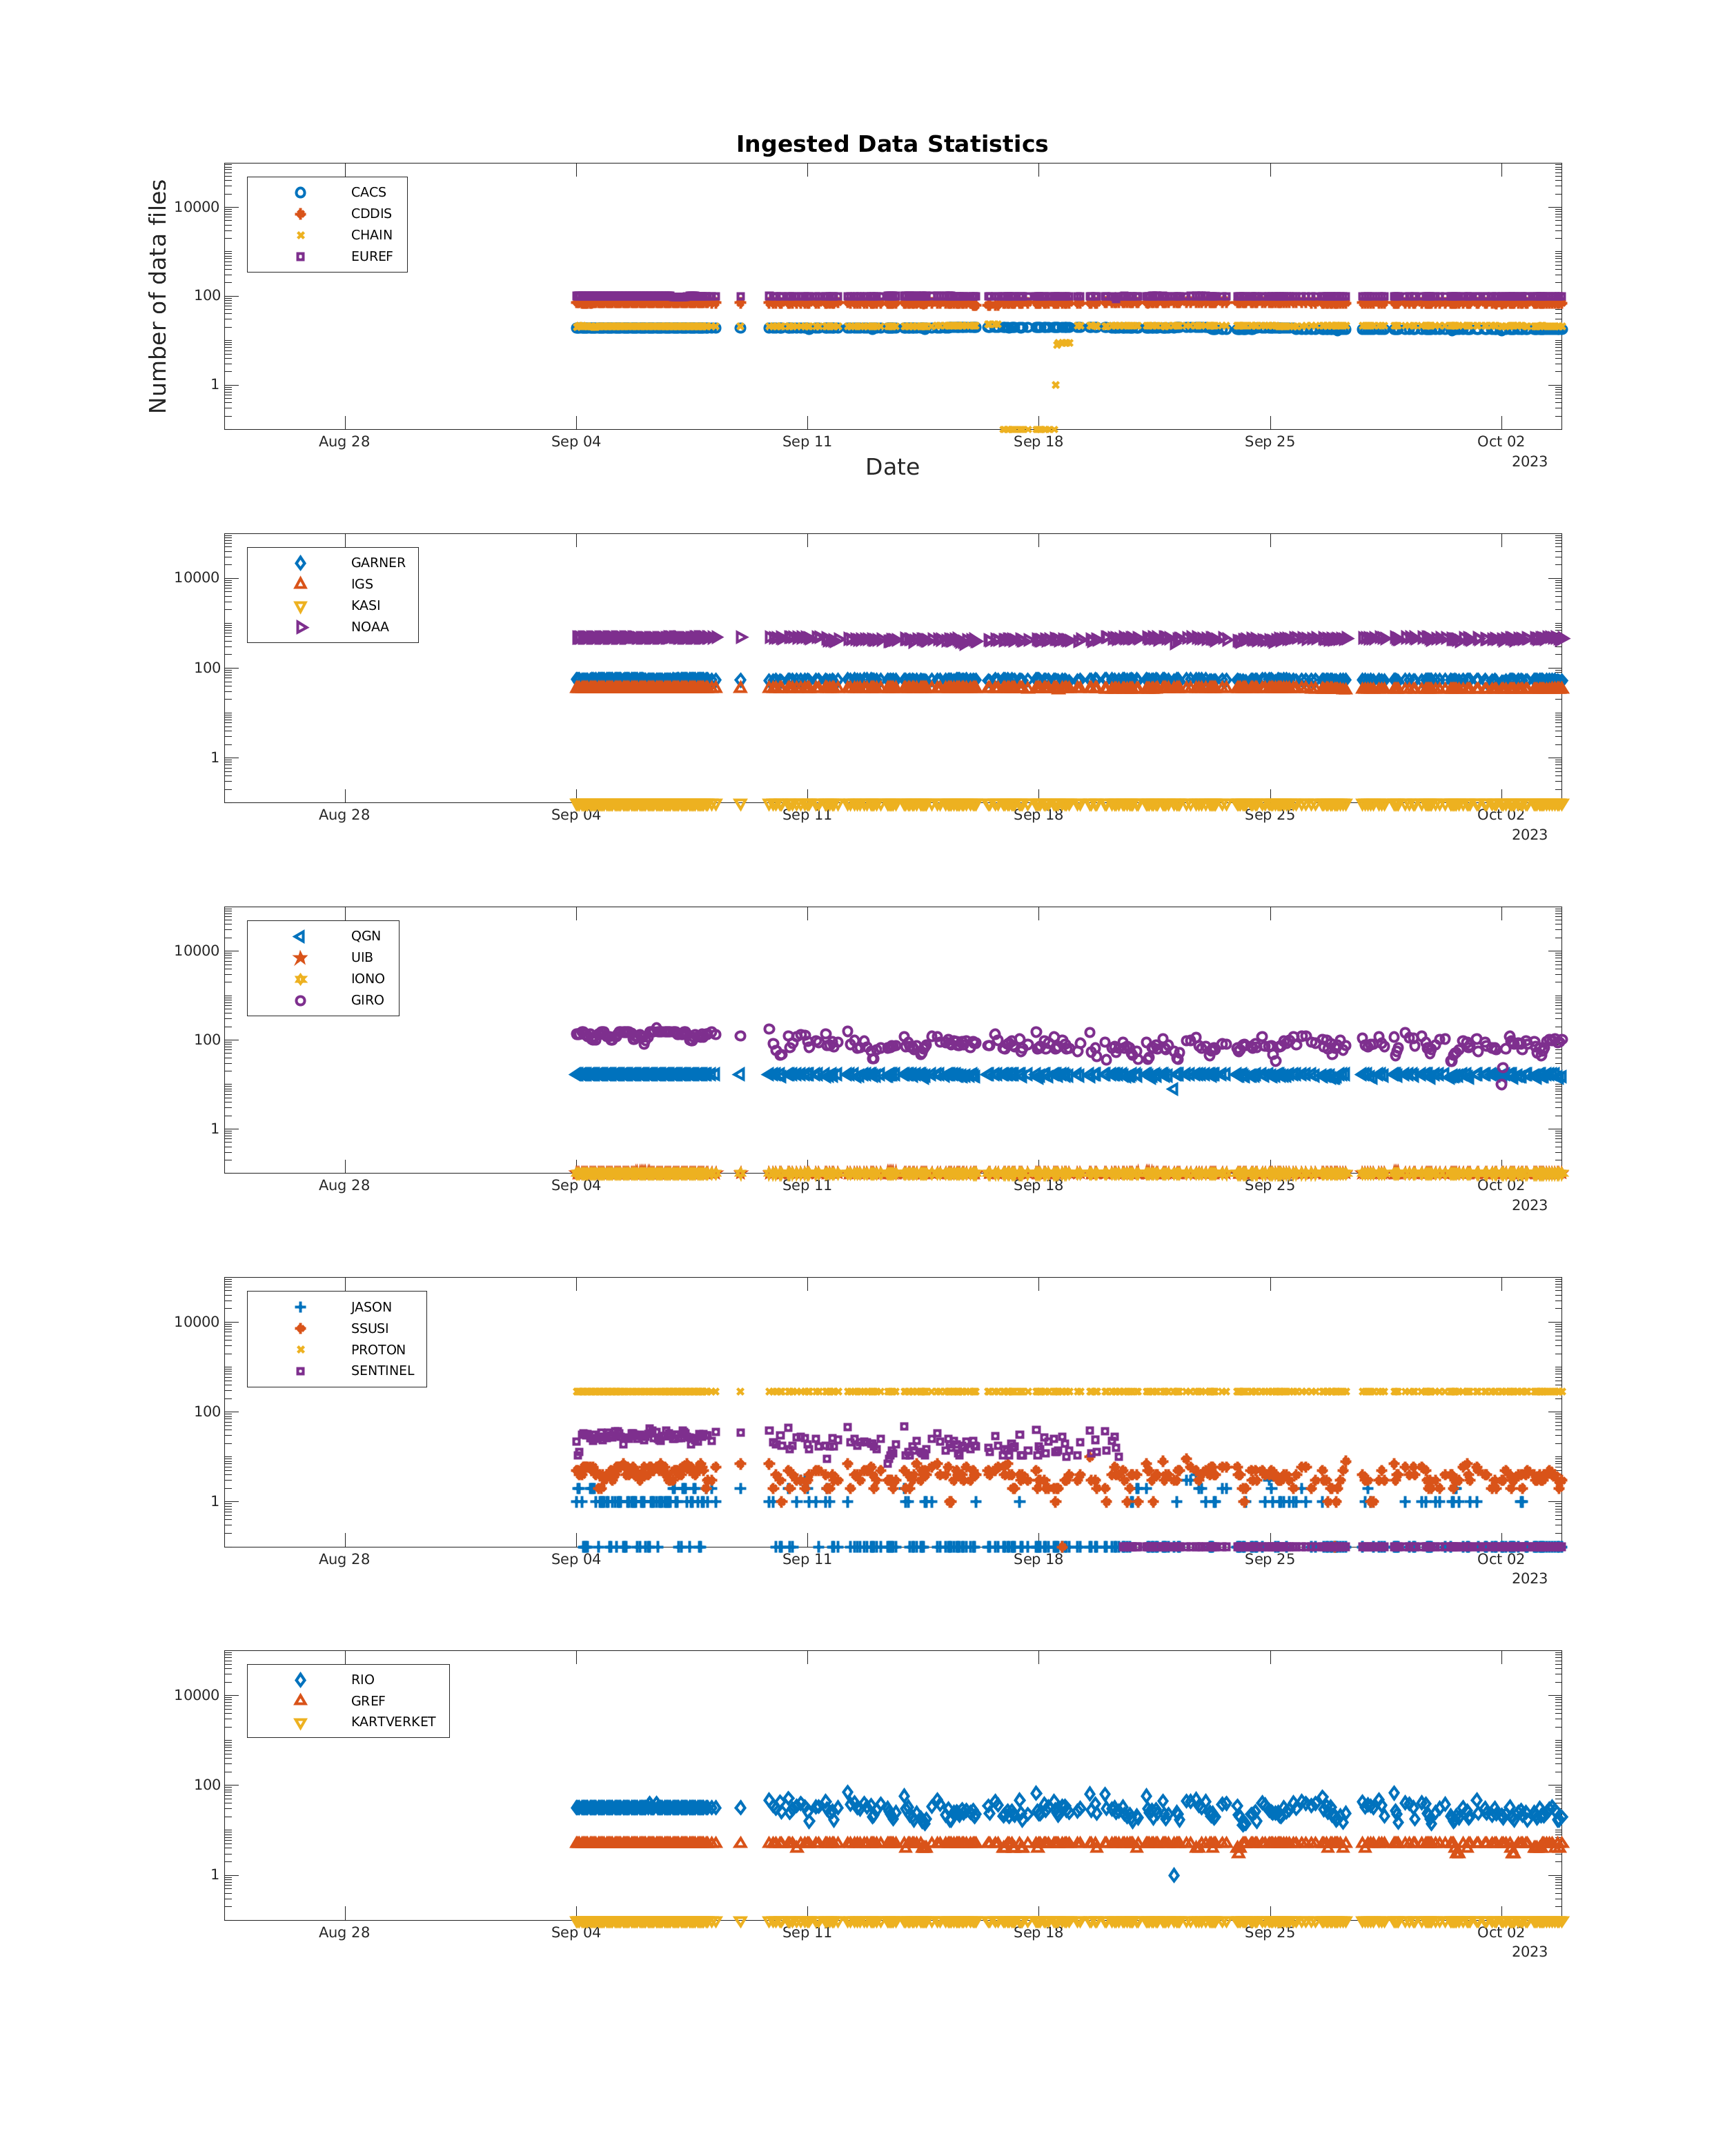 Ingested Data Statistics
Number of data files
10000
100
1
CACS
CDDIS
CHAIN
EUREF
Aug 28 Sep 04 Sep 11 Sep 18 Sep 25 Oct 02
2023
Date
10000
100
1
GARNER
IGS
KASI
NOAA
Aug 28 Sep 04 Sep 11 Sep 18 Sep 25 Oct 02
2023
10000
100
1
QGN
UIB
IONO
GIRO
Aug 28 Sep 04 Sep 11 Sep 18 Sep 25 Oct 02
2023
10000
100
1
JASON
SSUSI
PROTON
SENTINEL
Aug 28 Sep 04 Sep 11 Sep 18 Sep 25 Oct 02
2023
10000
100
1
RIO
GREF
KARTVERKET
Aug 28 Sep 04 Sep 11 Sep 18 Sep 25 Oct 02
2023